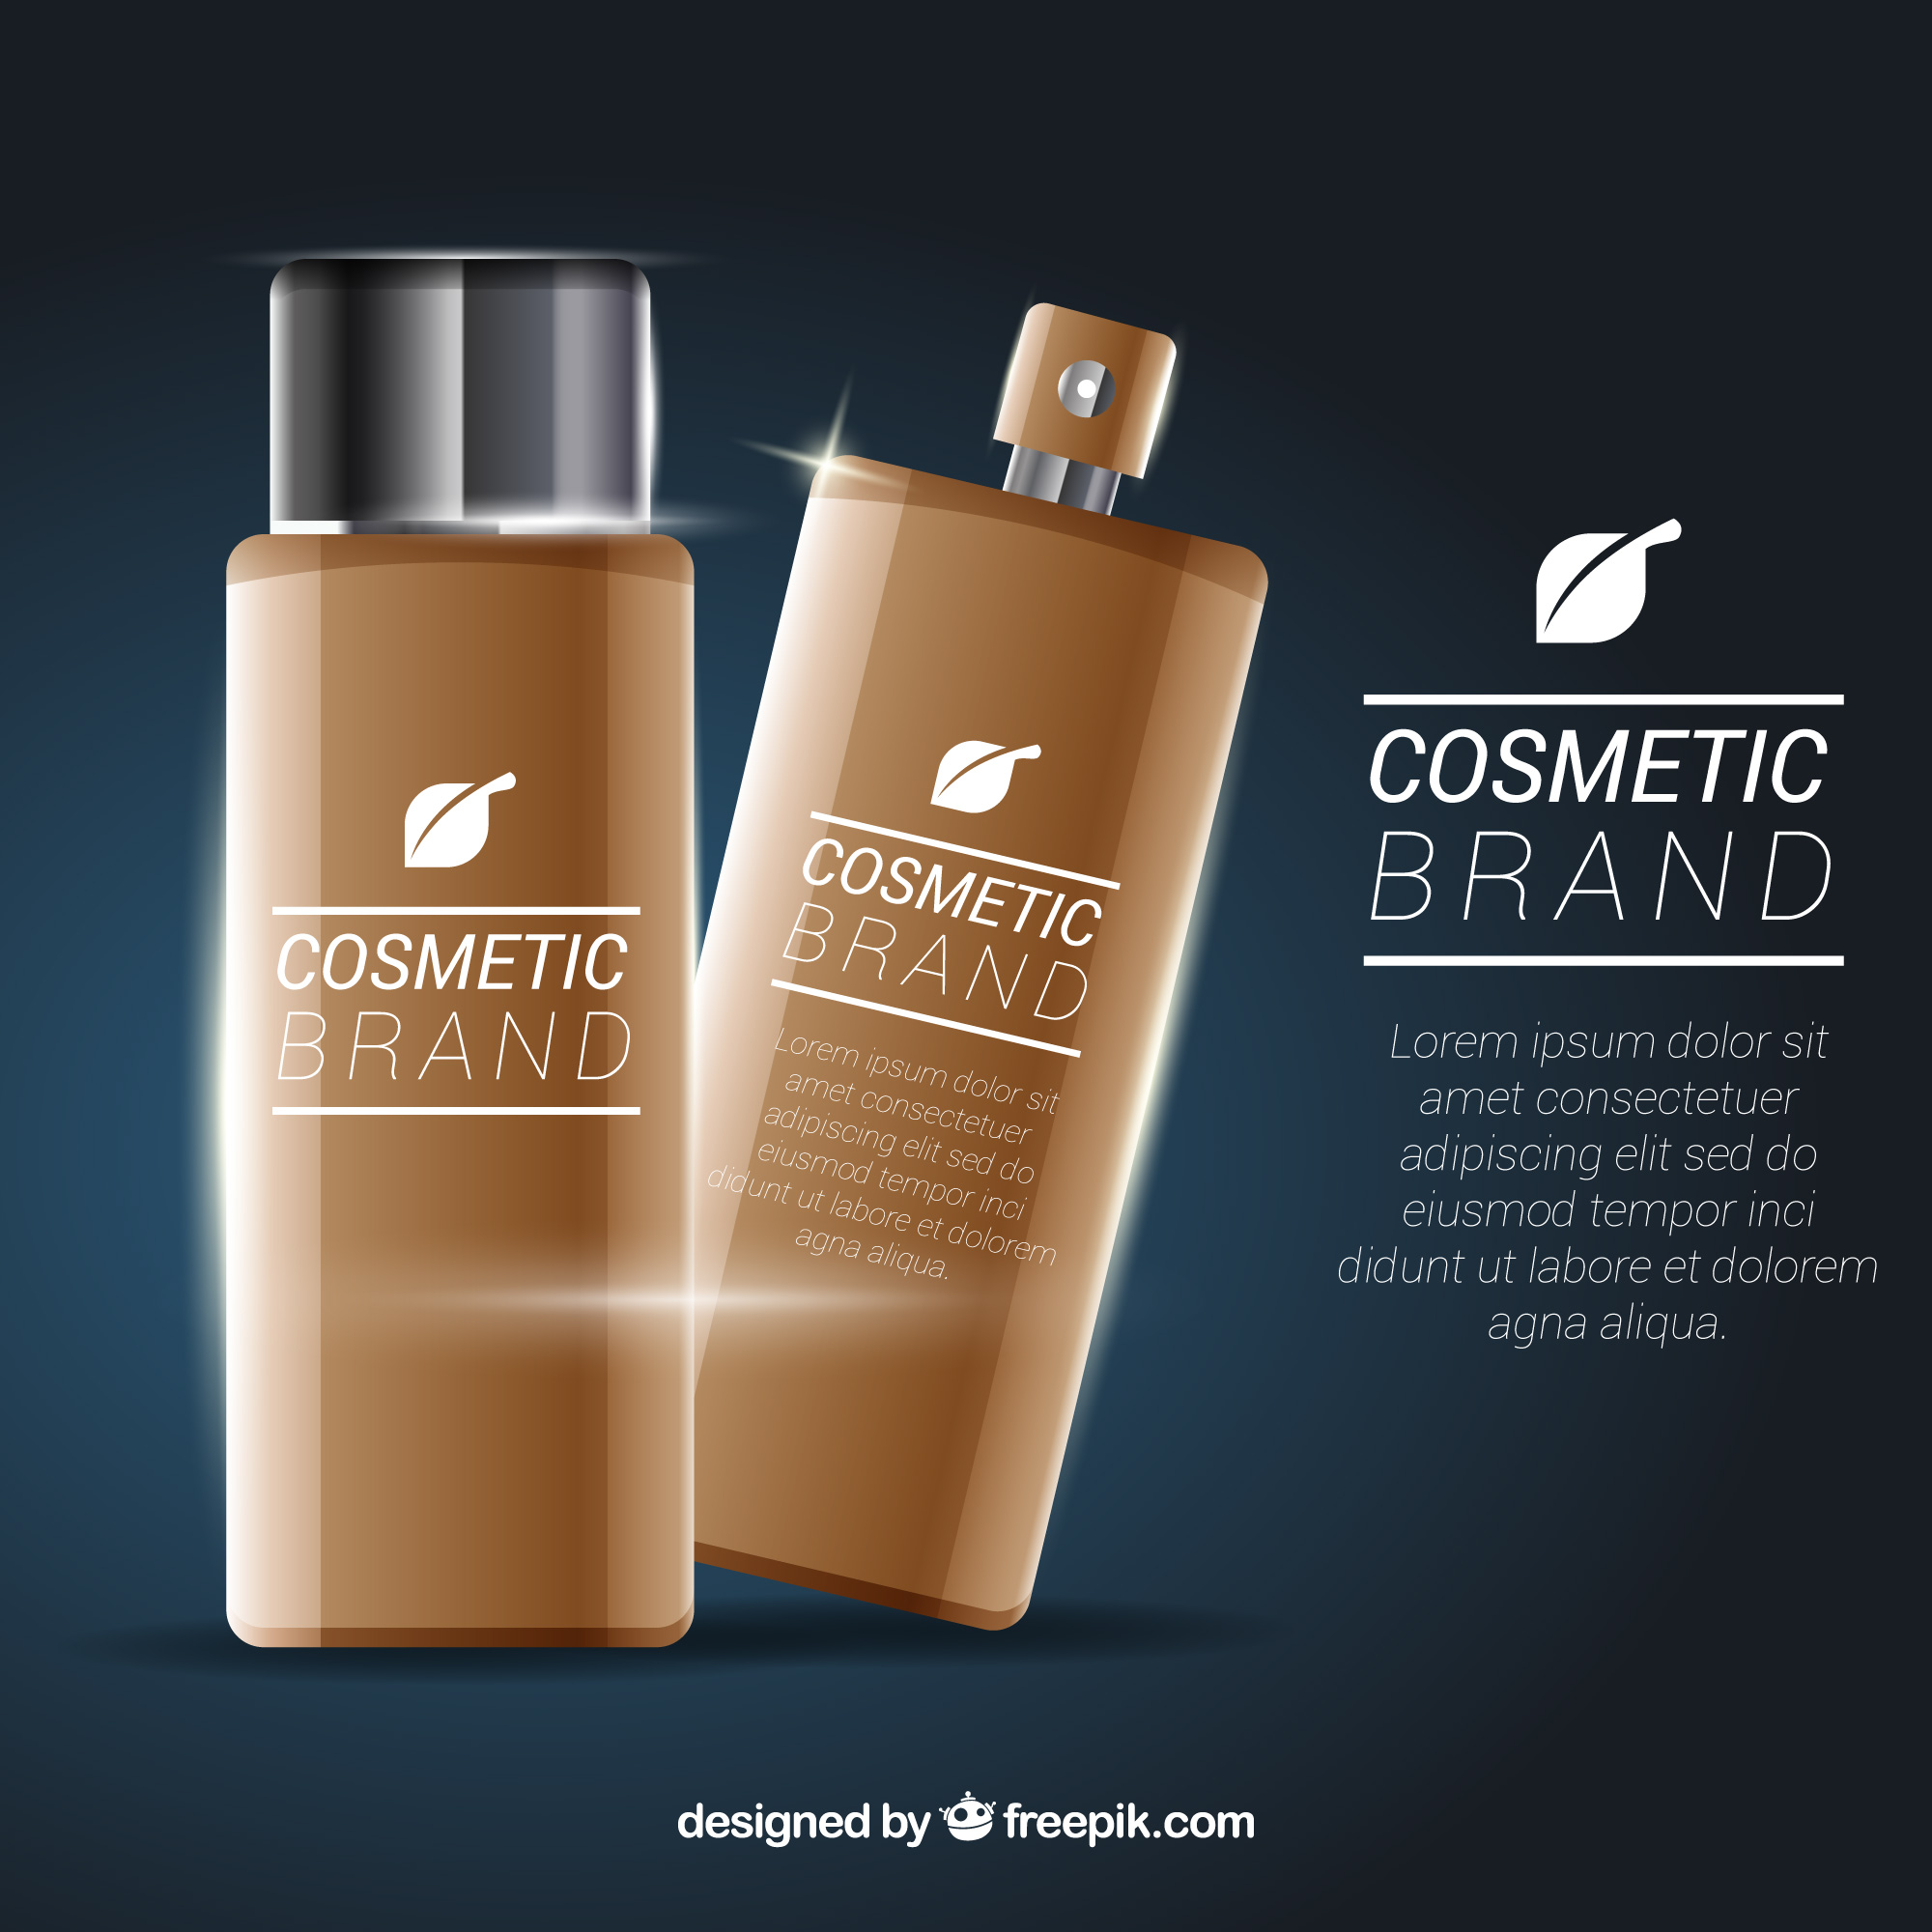 COSMETIC
BRAND
COSMETIC
BRAND
Lorem ipsum dolor sit
amet consectetuer
adipiscing elit sed do
eiusmod tempor inci
didunt ut labore et dolorem
agna aliqua.
COSMETIC
BRAND
Lorem ipsum dolor sit
amet consectetuer
adipiscing elit sed do
eiusmod tempor inci
didunt ut labore et dolorem
agna aliqua.
designed by freepik.com